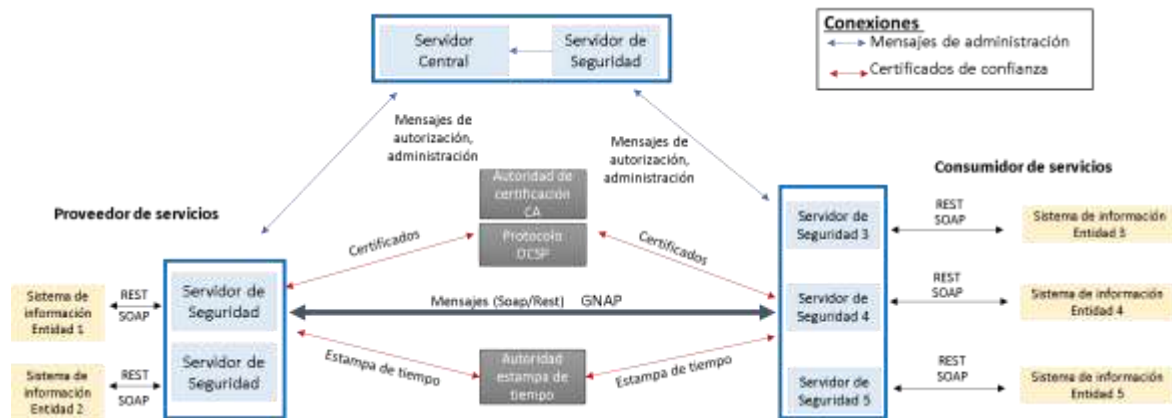 Conexiones
Mensajes de administración
Certificados de confianza
Servidor
Central
Servidor de
Seguridad
Mensajes de
autorización,
administración
Mensajes de
autorización,
administración
Autoridad de
certificación
CA
Protocolo
OCSP
Proveedor de servicios
Consumidor de servicios
Certificados
Certificados
Sistema de
información
Entidad 1
REST
SOAP
Servidor de
Seguridad
Sistema de
información
Entidad 2
REST
SOAP
Servidor de
Seguridad
Mensajes (Soap/Rest) GNAP
Estampa de tiempo
Autoridad
estampa de
tiempo
Estampa de tiempo
Servidor de
Seguridad 3
REST
SOAP
Sistema de información
Entidad 3
Servidor de
Seguridad 4
REST
SOAP
Sistema de información
Entidad 4
Servidor de
Seguridad 5
REST
SOAP
Sistema de información
Entidad 5